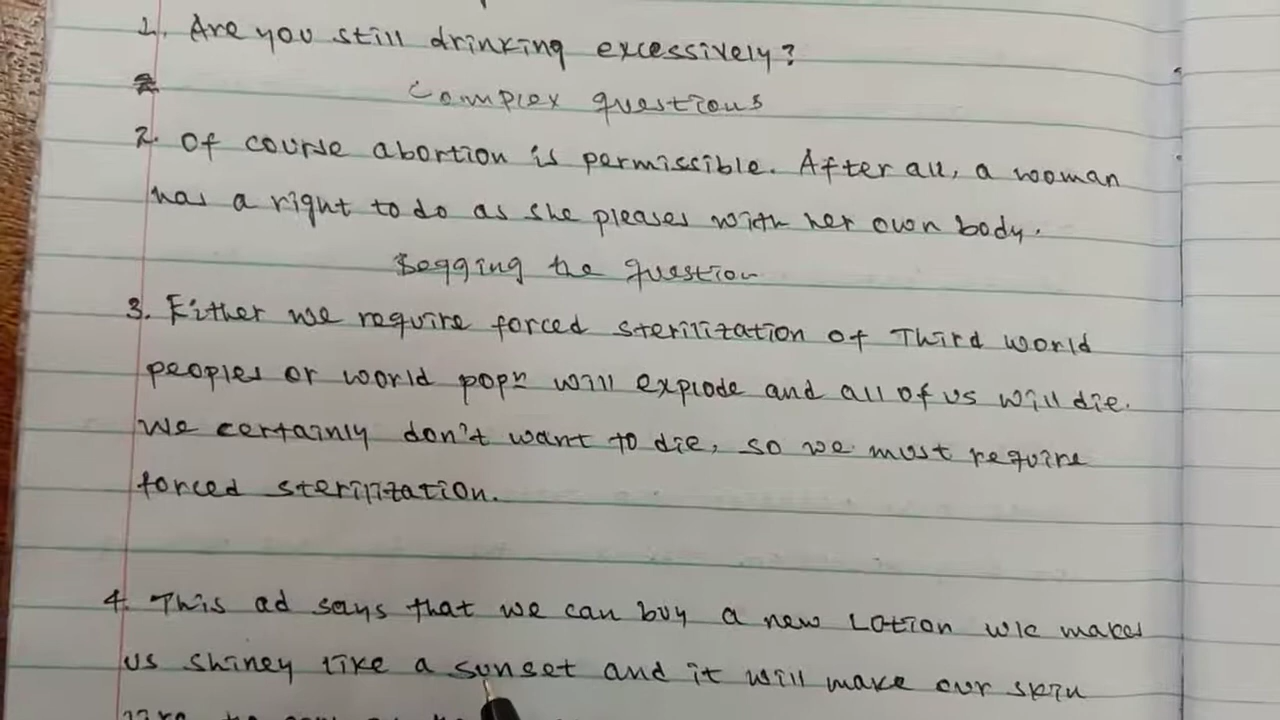 1. Are you still drinking excessively?
complex questions
2. Of course abortion is permissible. After all, a wooman
has a right to do as she pleases with her own body.
Begging the question
3. Either we require forced sterilization of Third world
peoples or world popn will explode and all of us will die.
We certainly don't want to die, so we must require
forced sterilization.
4. This ad says that we can buy a new Lotion wlc makes
us shiney like a sunset and it will make our skin